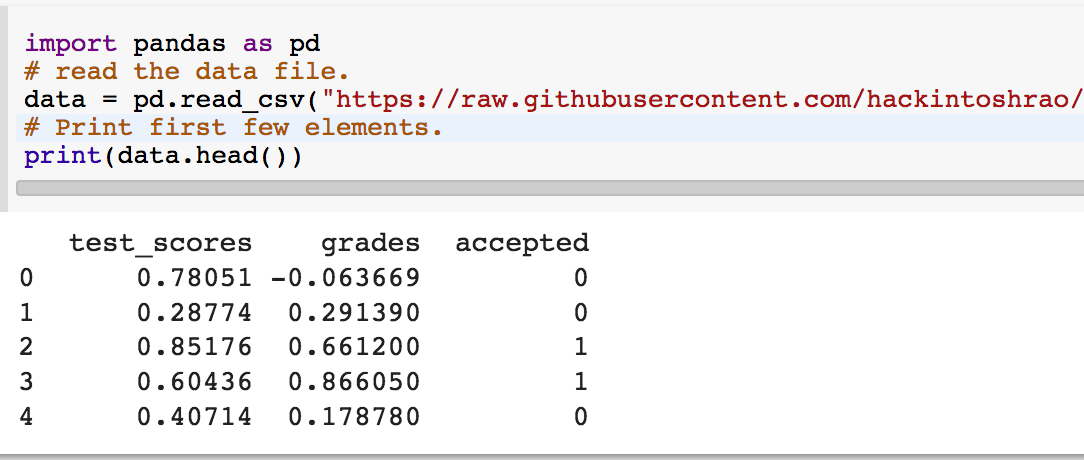 import pandas as pd
# read the data file.
data = pd.read_csv("https://raw.githubusercontent.com/hackintoshrao/
# Print first few elements.
print(data.head())
test_scores grades accepted
0 0.78051 -0.063669 0
1 0.28774 0.291390 0
2 0.85176 0.661200 1
3 0.60436 0.866050 1
4 0.40714 0.178780 0